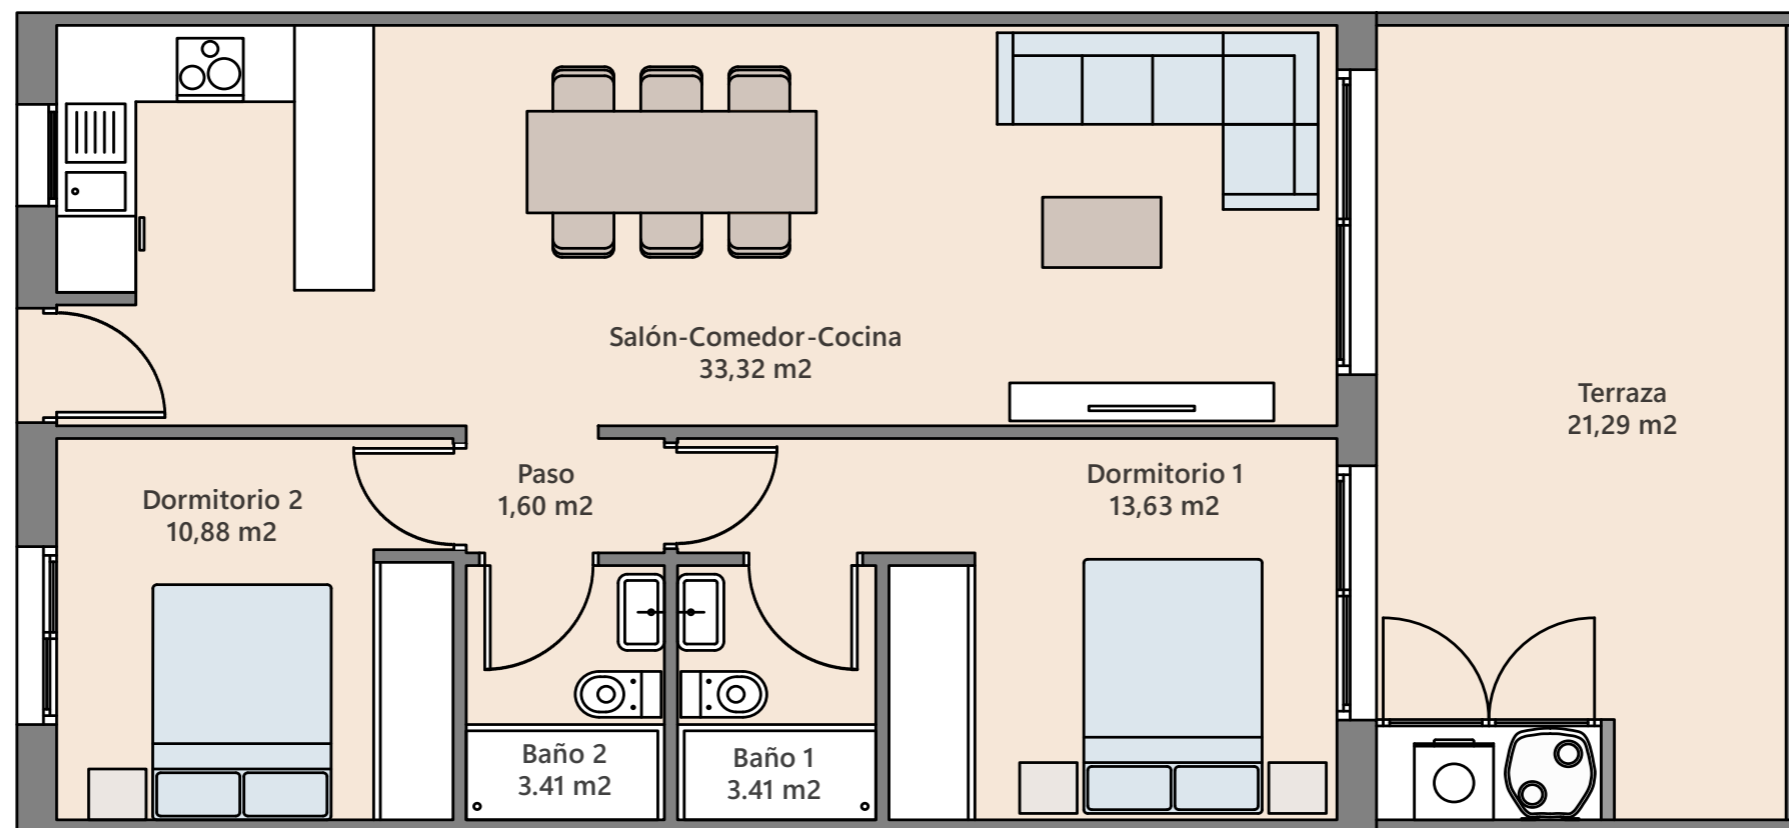 Salón-Comedor-Cocina
33,32 m2
Terraza
21,29 m2
Dormitorio 2
10,88 m2
Paso
1,60 m2
Dormitorio 1
13,63 m2
Baño 2
3.41 m2
Baño 1
3.41 m2